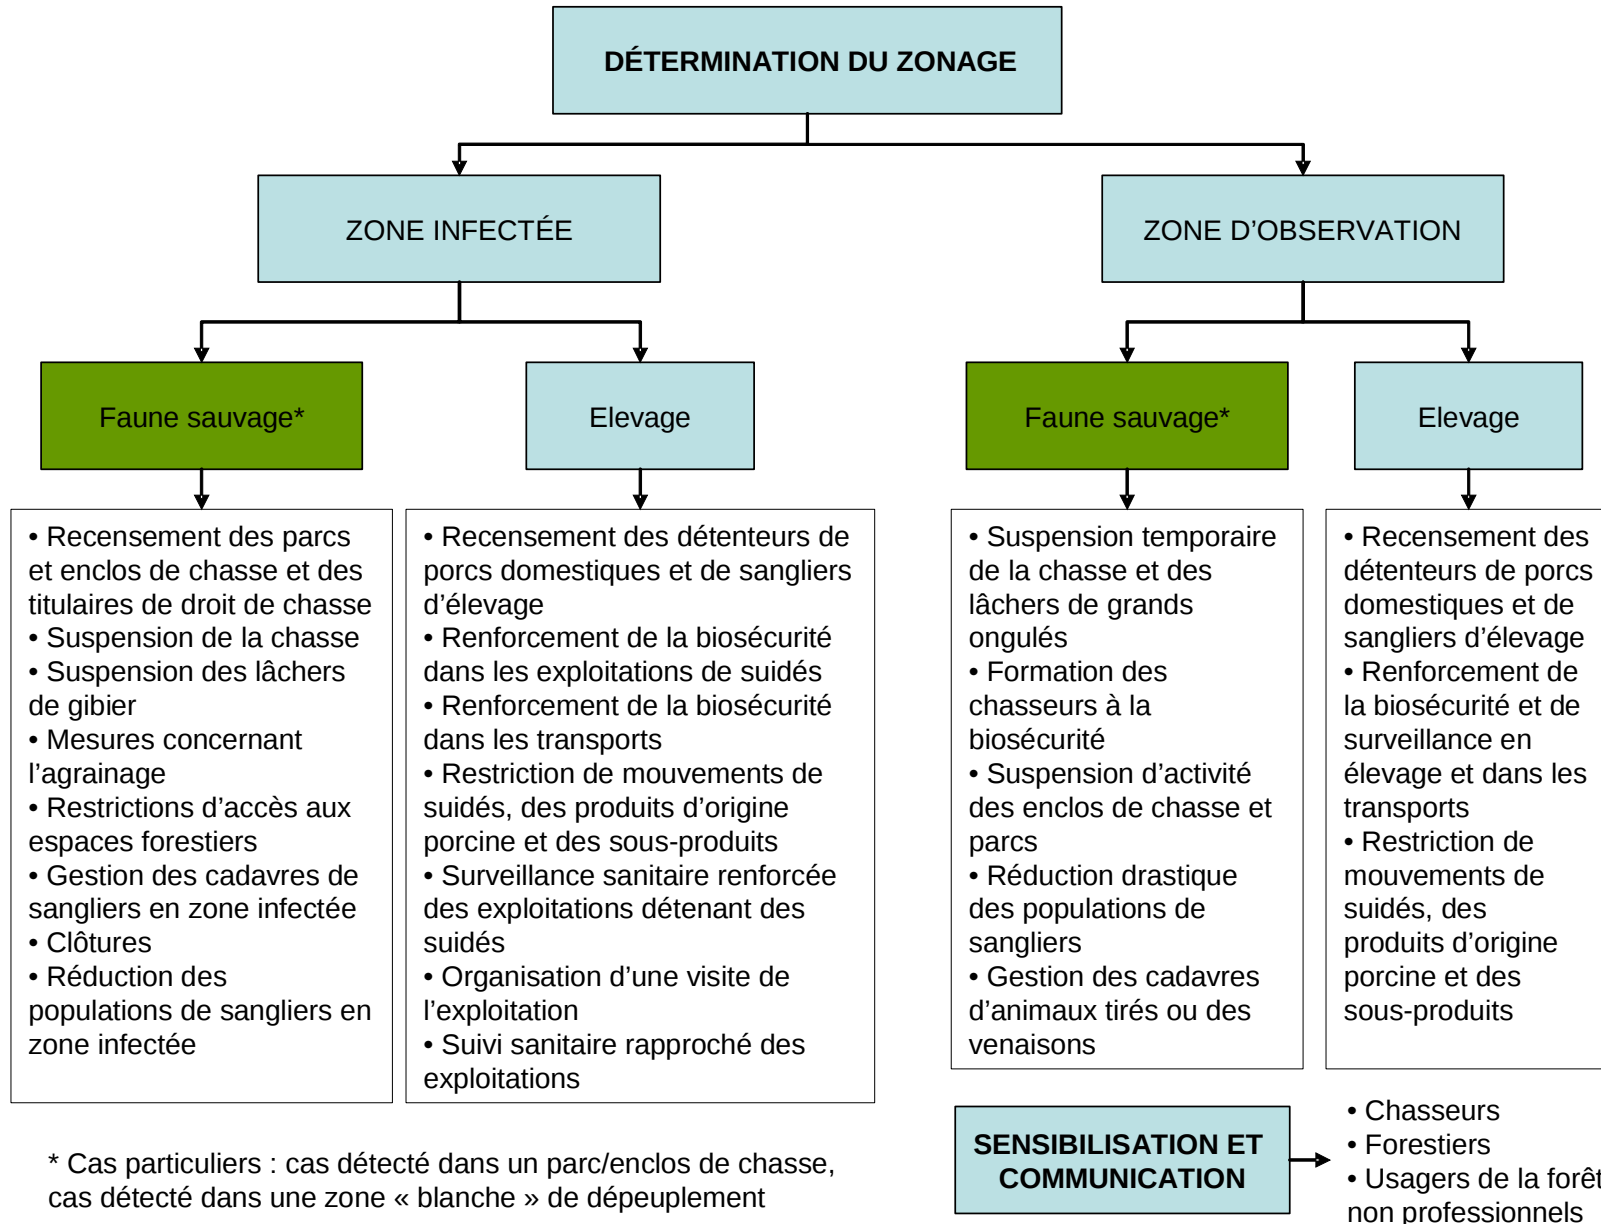 DÉTERMINATION DU ZONAGE
ZONE INFECTÉE
ZONE D’OBSERVATION
Faune sauvage*
Elevage
Faune sauvage*
Elevage
• Recensement des parcs
et enclos de chasse et des
titulaires de droit de chasse
• Suspension de la chasse
• Suspension des lâchers
de gibier
• Mesures concernant
l’agrainage
• Restrictions d’accès aux
espaces forestiers
• Gestion des cadavres de
sangliers en zone infectée
• Clôtures
• Réduction des
populations de sangliers en
zone infectée
• Recensement des détenteurs de
porcs domestiques et de sangliers
d’élevage
• Renforcement de la biosécurité
dans les exploitations de suidés
• Renforcement de la biosécurité
dans les transports
• Restriction de mouvements de
suidés, des produits d’origine
porcine et des sous-produits
• Surveillance sanitaire renforcée
des exploitations détenant des
suidés
• Organisation d’une visite de
l’exploitation
• Suivi sanitaire rapproché des
exploitations
• Suspension temporaire
de la chasse et des
lâchers de grands
ongulés
• Formation des
chasseurs à la
biosécurité
• Suspension d’activité
des enclos de chasse et
parcs
• Réduction drastique
des populations de
sangliers
• Gestion des cadavres
d’animaux tirés ou des
venaisons
• Recensement des
détenteurs de porcs
domestiques et de
sangliers d’élevage
• Renforcement de
la biosécurité et de
surveillance en
élevage et dans les
transports
• Restriction de
mouvements de
suidés, des
produits d’origine
porcine et des
sous-produits
* Cas particuliers : cas détecté dans un parc/enclos de chasse,
cas détecté dans une zone « blanche » de dépeuplement
SENSIBILISATION ET
COMMUNICATION
• Chasseurs
• Forestiers
• Usagers de la forêt
non professionnels